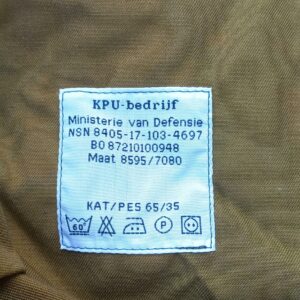 KPU-bedrijf
Ministerie van Defensie
NSN 8405-17-103-4697
BO 87210100948
Maat 8595/7080
KAT/PES 65/35
60°
P